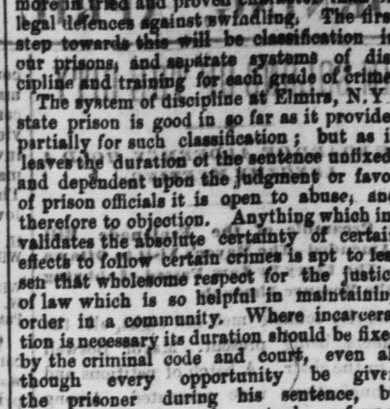 more in tried and proved
legal defences against swindling. The fir
step towards this will be classification i
our prisons, and separate systems of dis
cipline and training for each grade of crime
The system of discipline at Elmira, N. Y
state prison is good in so far as it provide
partially for such classification; but as
leaves the duration of the sentence unfixed
and dependent upon the judgment or favo
of prison officials it is open to abuse, an
therefore to objection. Anything which in
validates the absolute certainty of certai
effects to follow certain crimes is apt to les
sen that wholesome respect for the justic
of law which is so helpful in maintainin
order in a community. Where incarcera
tion is necessary its duration should be fixe
by the criminal code and court, even al
though every opportunity be give
the prisoner during his sentence, b